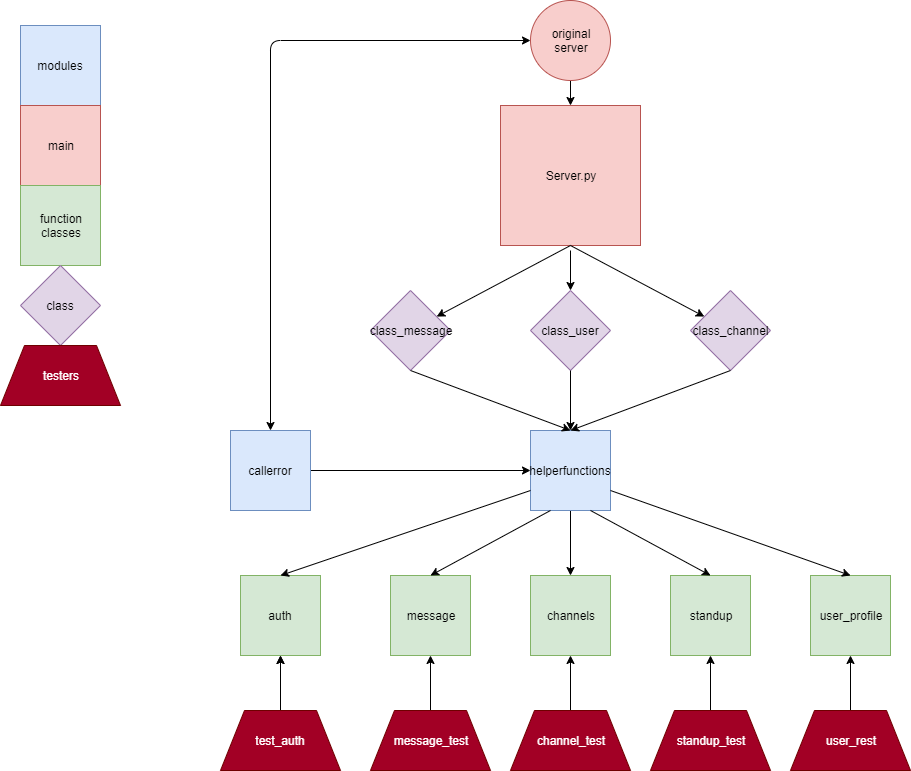 modules
main
function
classes
class
testers
original
server
Server.py
class_message
class_user
class_channel
callerror
helperfunctions
auth
message
channels
standup
user_profile
test_auth
message_test
channel_test
standup_test
user_rest